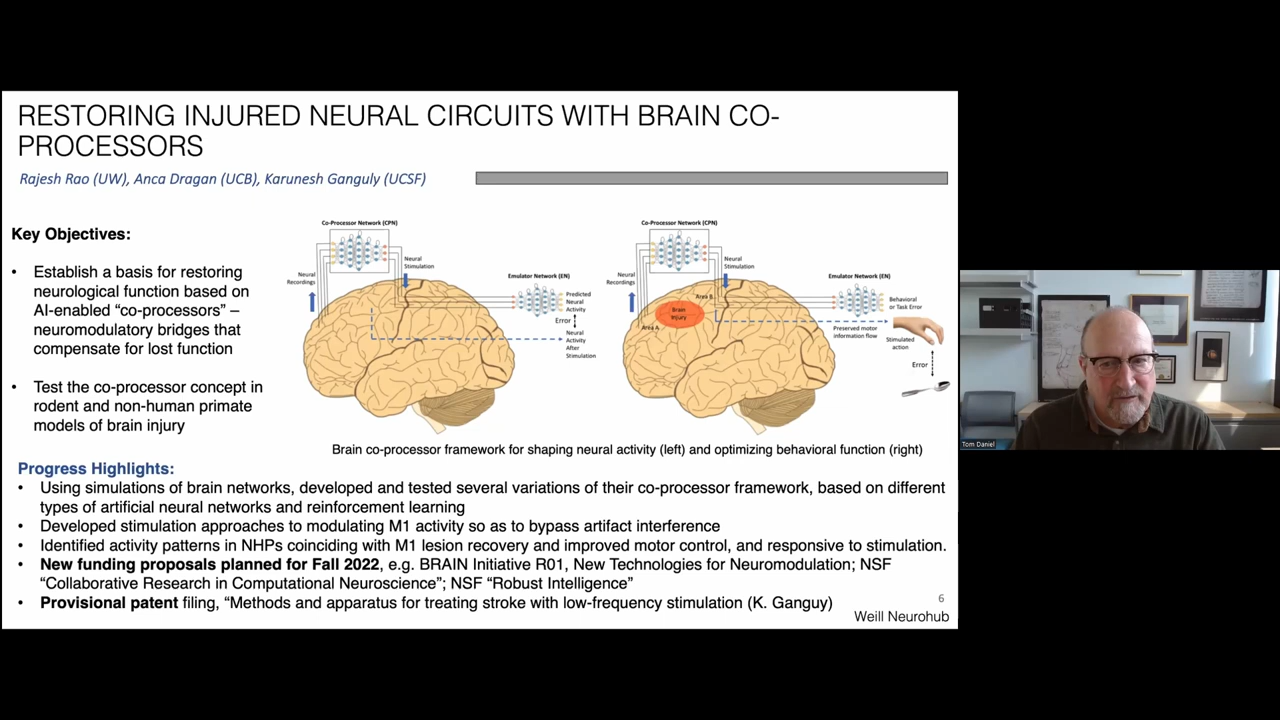 RESTORING INJURED NEURAL CIRCUITS WITH BRAIN CO-
PROCESSORS
Rajesh Rao (UW), Anca Dragan (UCB), Karunesh Ganguly (UCSF)
Key Objectives:
• Establish a basis for restoring
neurological function based on
AI-enabled “co-processors” –
neuromodulatory bridges that
compensate for lost function
• Test the co-processor concept in
rodent and non-human primate
models of brain injury
Co-Processor Network (CPN)
Neural
Recordings
Neural
Stimulation
Emulator Network (EN)
Predicted
Neural
Activity
Error
Neural
Activity
After
Stimulation
Co-Processor Network (CPN)
Neural
Recordings
Neural
Stimulation
Emulator Network (EN)
Area B
Brain
Injury
Area A
Behavioral
or Task Error
Preserved motor
information flow
Stimulated
action
Error
Brain co-processor framework for shaping neural activity (left) and optimizing behavioral function (right)
Progress Highlights:
• Using simulations of brain networks, developed and tested several variations of their co-processor framework, based on different
types of artificial neural networks and reinforcement learning
• Developed stimulation approaches to modulating M1 activity so as to bypass artifact interference
• Identified activity patterns in NHPs coinciding with M1 lesion recovery and improved motor control, and responsive to stimulation.
• New funding proposals planned for Fall 2022, e.g. BRAIN Initiative R01, New Technologies for Neuromodulation; NSF
“Collaborative Research in Computational Neuroscience”; NSF “Robust Intelligence”
• Provisional patent filing, “Methods and apparatus for treating stroke with low-frequency stimulation (K. Ganguy)
6
Weill Neurohub
Tom Daniel